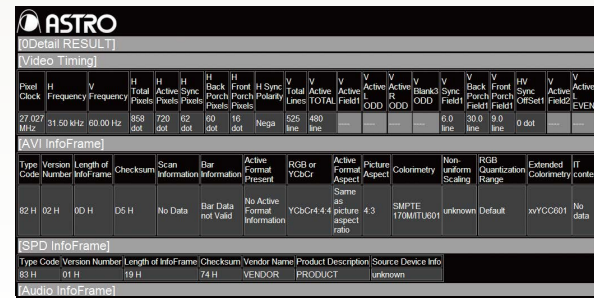 ASTRO
[0Detail RESULT]
[Video Timing]
Pixel Clock H Frequency V Frequency H Total Pixels H Active Pixels H Sync Pixels H Back Porch Pixels H Front Porch Pixels H Sync Polarity V Total Lines V Active TOTAL V Active Field1 V Active L ODD V Active R ODD V Blank3 ODD V Sync Field1 V Back Porch Field1 V Front Porch Field1 HV Sync OffSet1 V Active Field2 V Active L EVEN
27.027 MHz 31.50 kHz 60.00 Hz 858 dot 720 dot 62 dot 60 dot 16 dot Nega 525 line 480 line ---- ---- ---- ---- 6.0 line 30.0 line 9.0 line 0 dot ---- ----
[AVI InfoFrame]
Type Code Version Number Length of InfoFrame Checksum Scan Information Bar Information Active Format Present RGB or YCbCr Active Format Aspect Picture Aspect Colorimetry Non-uniform Scaling RGB Quantization Range Extended Colorimetry IT conte
82 H 02 H 0D H D5 H No Data Bar Data not Valid No Active Format Information YCbCr4:4:4 Same as picture aspect ratio 4:3 SMPTE 170M/ITU601 unknown Default xvYCC601 No data
[SPD InfoFrame]
Type Code Version Number Length of InfoFrame Checksum Vendor Name Product Description Source Device Info
83 H 01 H 19 H 74 H VENDOR PRODUCT unknown
[Audio InfoFrame]